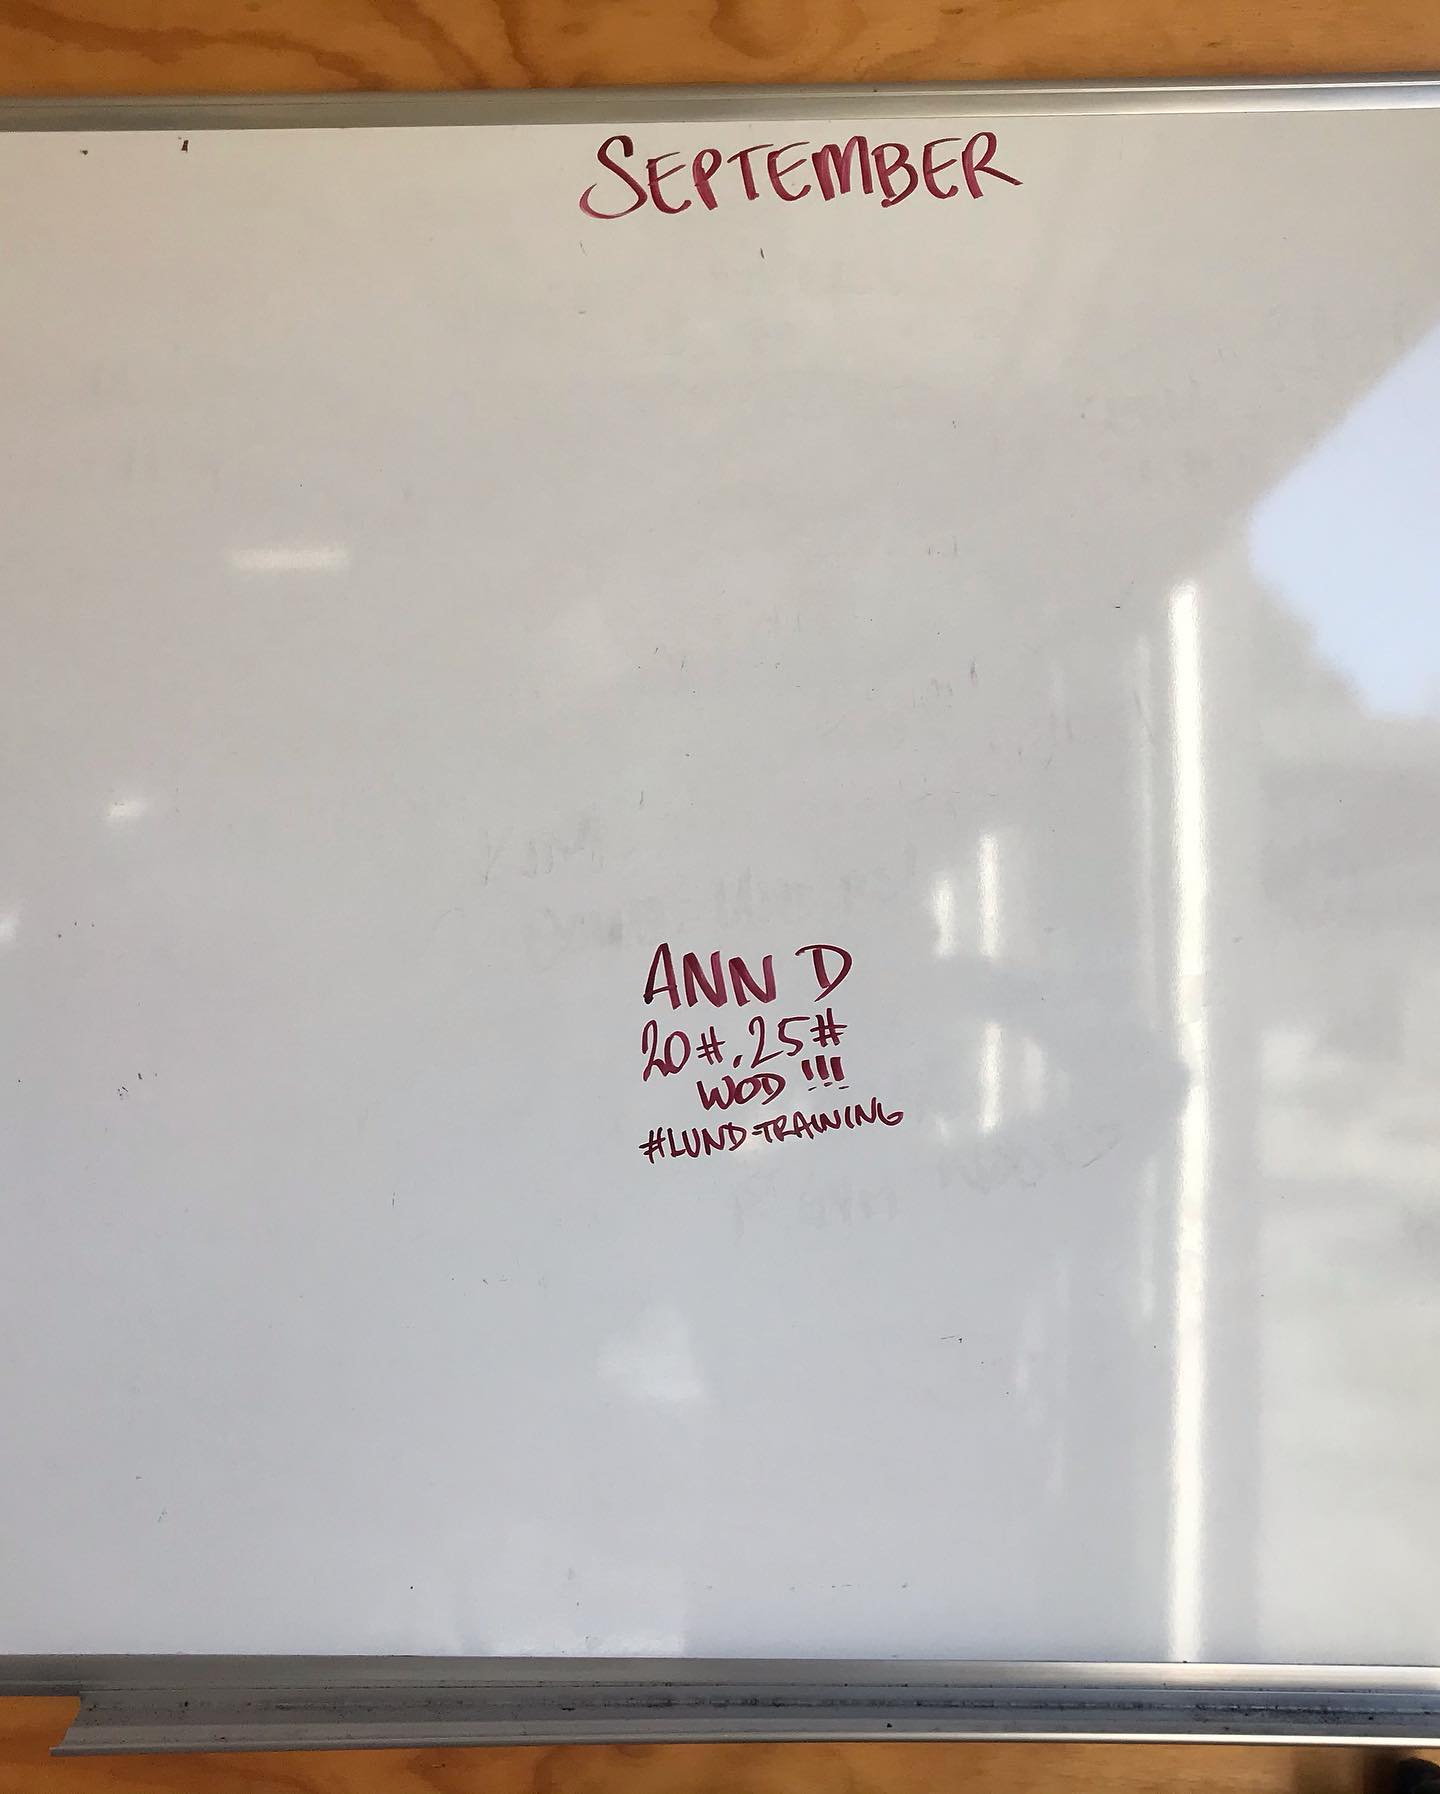 SEPTEMBER
ANN D
20#, 25#
WOD !!!
#LUND-TRAINING